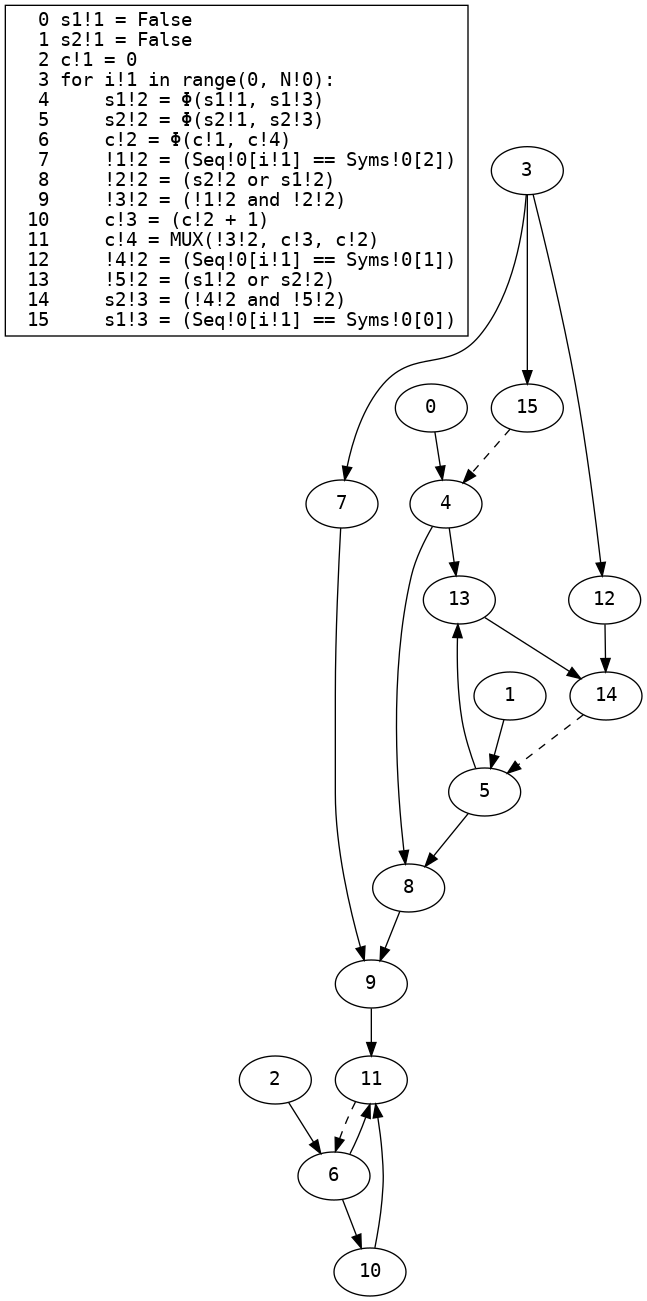 0 s1!1 = False
1 s2!1 = False
2 c!1 = 0
3 for i!1 in range(0, N!0):
4     s1!2 = Φ(s1!1, s1!3)
5     s2!2 = Φ(s2!1, s2!3)
6     c!2 = Φ(c!1, c!4)
7     !1!2 = (Seq!0[i!1] == Syms!0[2])
8     !2!2 = (s2!2 or s1!2)
9     !3!2 = (!1!2 and !2!2)
10     c!3 = (c!2 + 1)
11     c!4 = MUX(!3!2, c!3, c!2)
12     !4!2 = (Seq!0[i!1] == Syms!0[1])
13     !5!2 = (s1!2 or s2!2)
14     s2!3 = (!4!2 and !5!2)
15     s1!3 = (Seq!0[i!1] == Syms!0[0])
3
0
15
7
4
13
12
1
14
5
8
9
2
11
6
10